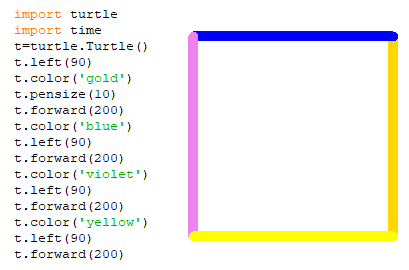 import turtle
import time
t=turtle.Turtle()
t.left(90)
t.color('gold')
t.pensize(10)
t.forward(200)
t.color('blue')
t.left(90)
t.forward(200)
t.color('violet')
t.left(90)
t.forward(200)
t.color('yellow')
t.left(90)
t.forward(200)